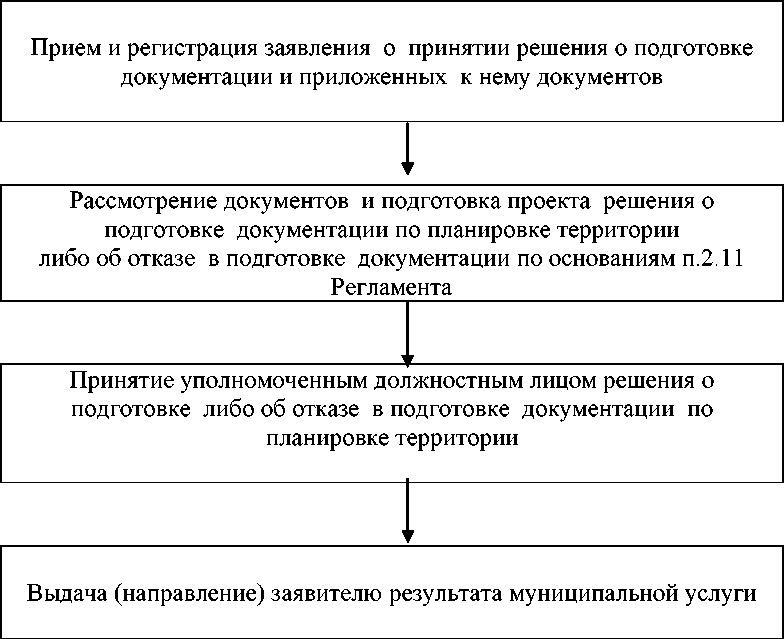 Прием и регистрация заявления о принятии решения о подготовке
документации и приложенных к нему документов
Рассмотрение документов и подготовка проекта решения о
подготовке документации по планировке территории
либо об отказе в подготовке документации по основаниям п.2.11
Регламента
Принятие уполномоченным должностным лицом решения о
подготовке либо об отказе в подготовке документации по
планировке территории
Выдача (направление) заявителю результата муниципальной услуги